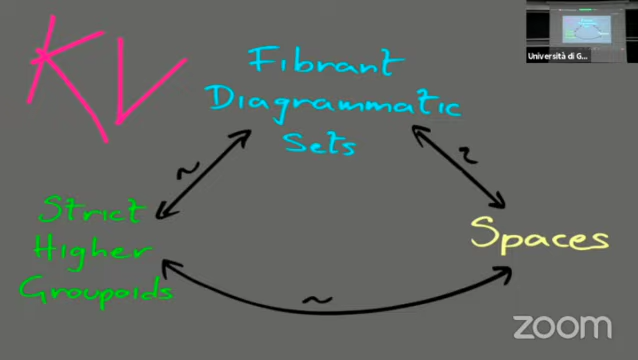 KV
Fibrant
Diagrammatic
Sets
~
~
Strict
Higher
Groupoids
Spaces
~
Università di G...
zoom